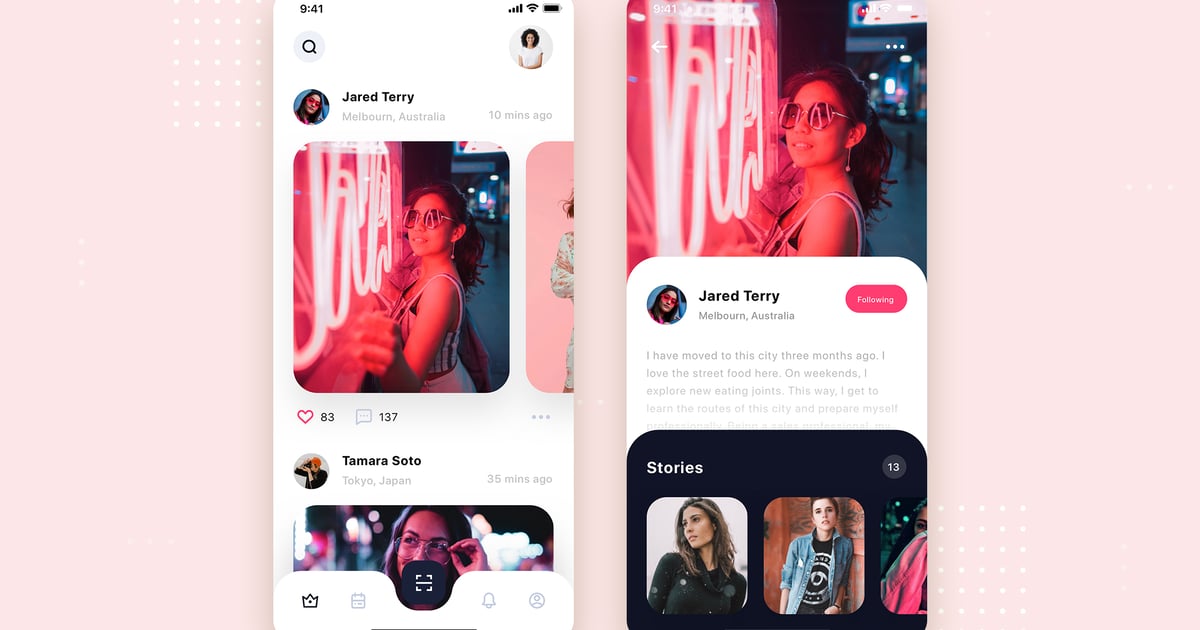 9:41
Jared Terry
Melbourn, Australia
10 mins ago
83
137
Tamara Soto
Tokyo, Japan
35 mins ago
9:41
Jared Terry
Melbourn, Australia
Following
I have moved to this city three months ago. I
love the street food here. On weekends, I
explore new eating joints. This way, I get to
learn the routes of this city and prepare myself
professionally. Being a sales professional, my
Stories
13